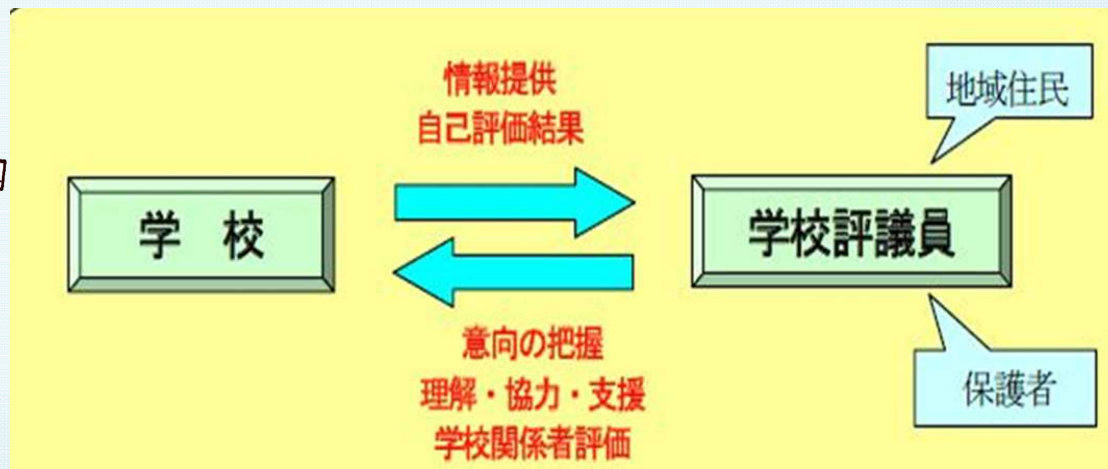 情報提供
自己評価結果
地域住民
学 校
学校評議員
意向の把握
理解・協力・支援
学校関係者評価
保護者